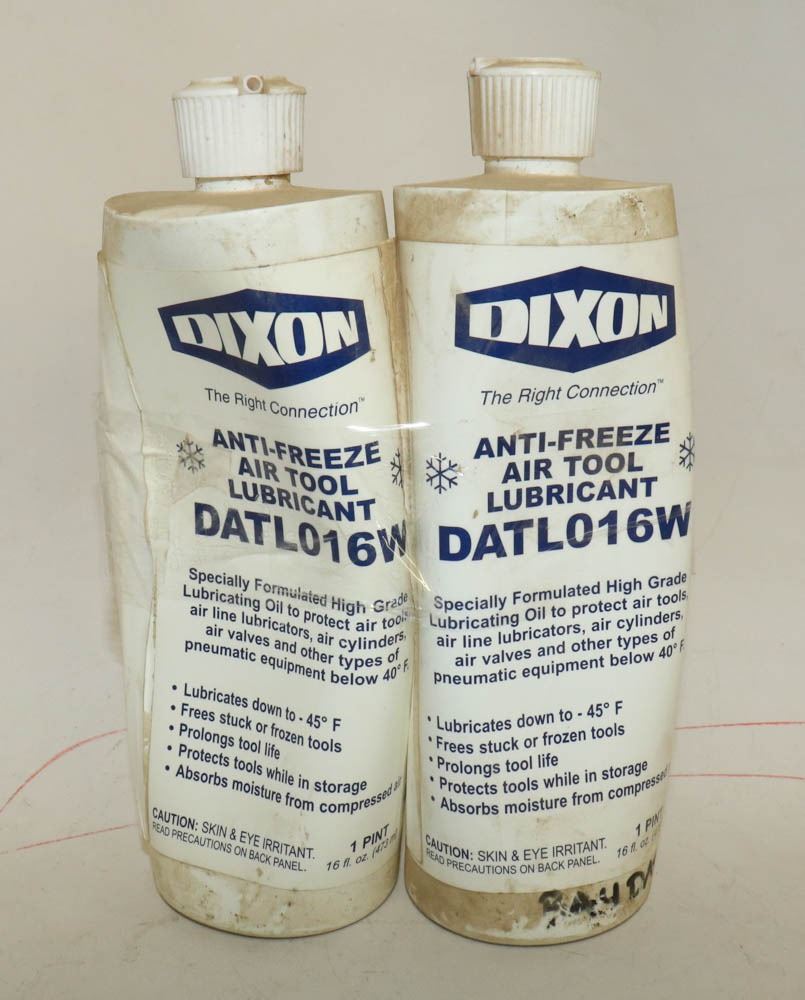 DIXON
The Right Connection™
ANTI-FREEZE
AIR TOOL
LUBRICANT
DATL016W
Specially Formulated High Grade
Lubricating Oil to protect air tools,
air line lubricators, air cylinders,
air valves and other types of
pneumatic equipment below 40° F.
• Lubricates down to - 45° F
• Frees stuck or frozen tools
• Prolongs tool life
• Protects tools while in storage
• Absorbs moisture from compressed air
CAUTION: SKIN & EYE IRRITANT.
READ PRECAUTIONS ON BACK PANEL.
1 PINT
16 fl. oz. (473 ml)
DIXON
The Right Connection™
ANTI-FREEZE
AIR TOOL
LUBRICANT
DATL016W
Specially Formulated High Grade
Lubricating Oil to protect air tools,
air line lubricators, air cylinders,
air valves and other types of
pneumatic equipment below 40° F.
• Lubricates down to - 45° F
• Frees stuck or frozen tools
• Prolongs tool life
• Protects tools while in storage
• Absorbs moisture from compressed
CAUTION: SKIN & EYE IRRITANT.
READ PRECAUTIONS ON BACK PANEL.
1 PINT
16 fl. oz.